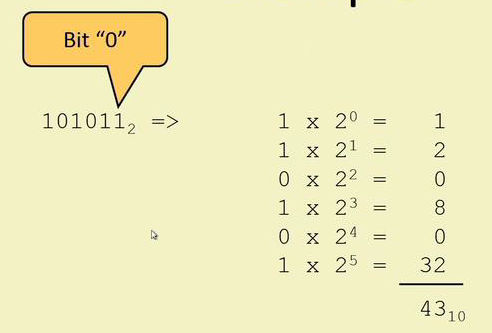 Bit “0”
101011₂ => 1 x 2⁰ = 1
1 x 2¹ = 2
0 x 2² = 0
1 x 2³ = 8
0 x 2⁴ = 0
1 x 2⁵ = 32
43₁₀